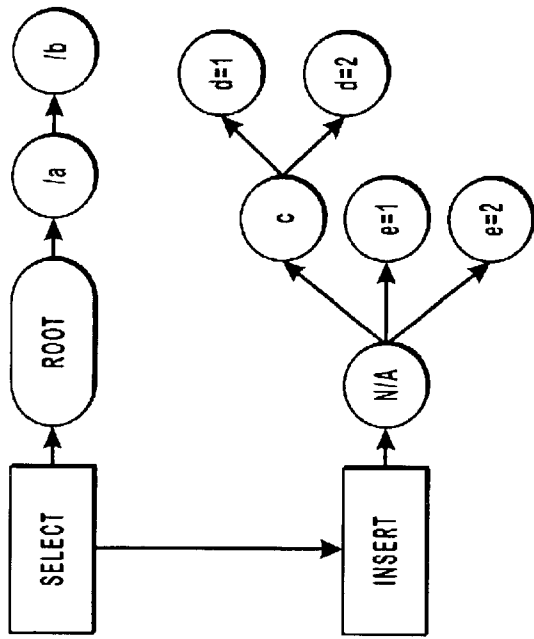 SELECT
ROOT
/a
/b
INSERT
N/A
c
d=1
d=2
e=1
e=2